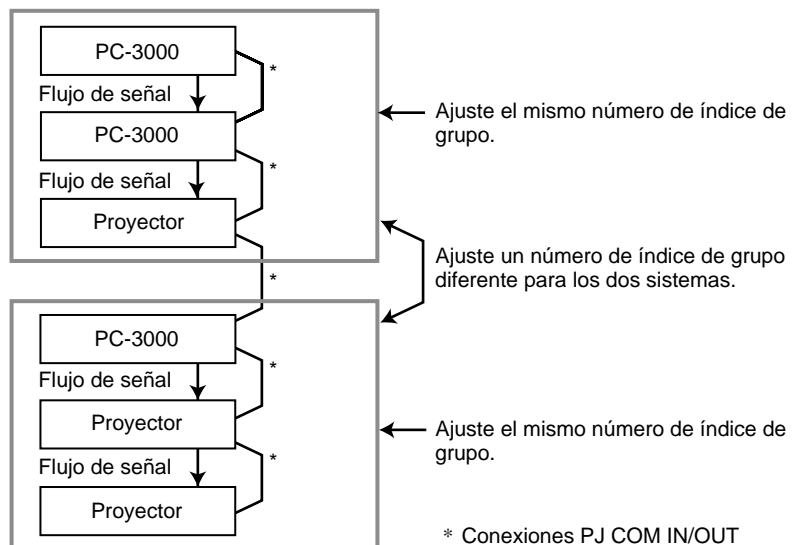 PC-3000
*
Flujo de señal
Ajuste el mismo número de índice de
grupo.
PC-3000
*
Flujo de señal
Proyector
Ajuste un número de índice de grupo
diferente para los dos sistemas.
*
PC-3000
*
Flujo de señal
Proyector
Ajuste el mismo número de índice de
grupo.
*
Flujo de señal
Proyector
* Conexiones PJ COM IN/OUT